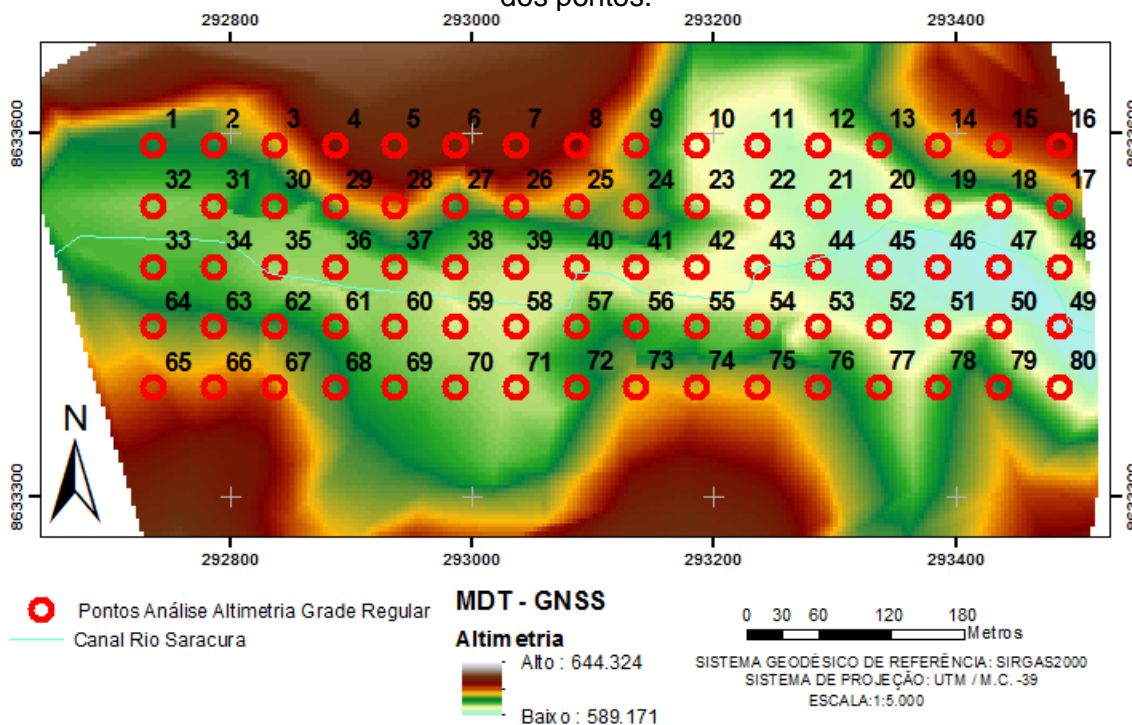 dos pontos.
292800 293000 293200 293400
8633600 8633600
1 2 3 4 5 6 7 8 9 10 11 12 13 14 15 16
32 31 30 29 28 27 26 25 24 23 22 21 20 19 18 17
33 34 35 36 37 38 39 40 41 42 43 44 45 46 47 48
64 63 62 61 60 59 58 57 56 55 54 53 52 51 50 49
65 66 67 68 69 70 71 72 73 74 75 76 77 78 79 80
N
8633300 8633300
292800 293000 293200 293400
Pontos Análise Altimetria Grade Regular
Canal Rio Saracura
MDT - GNSS
Altimetria
Alto : 644.324
Baixo : 589.171
0 30 60 120 180
Metros
SISTEMA GEODÉSICO DE REFERÊNCIA: SIRGAS2000
SISTEMA DE PROJEÇÃO: UTM / M.C. -39
ESCALA:1:5.000